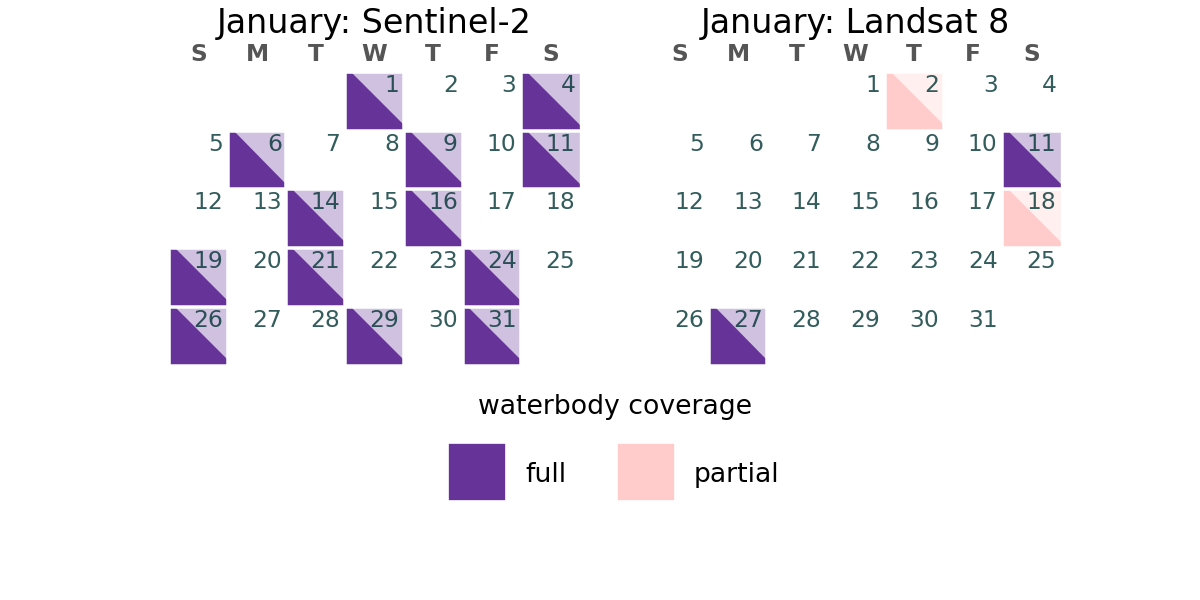 January: Sentinel-2
S M T W T F S
1 2 3 4
5 6 7 8 9 10 11
12 13 14 15 16 17 18
19 20 21 22 23 24 25
26 27 28 29 30 31
January: Landsat 8
S M T W T F S
1 2 3 4
5 6 7 8 9 10 11
12 13 14 15 16 17 18
19 20 21 22 23 24 25
26 27 28 29 30 31
waterbody coverage
full partial